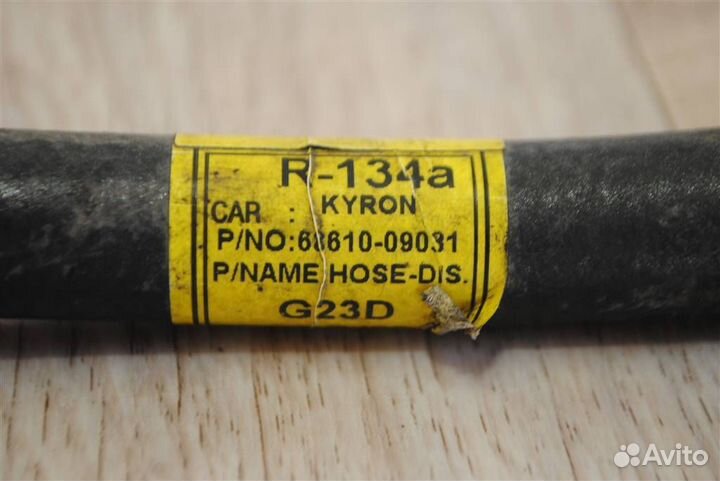 R-134a
CAR : KYRON
P/NO:68610-09031
P/NAME HOSE-DIS.
G23D
Avito